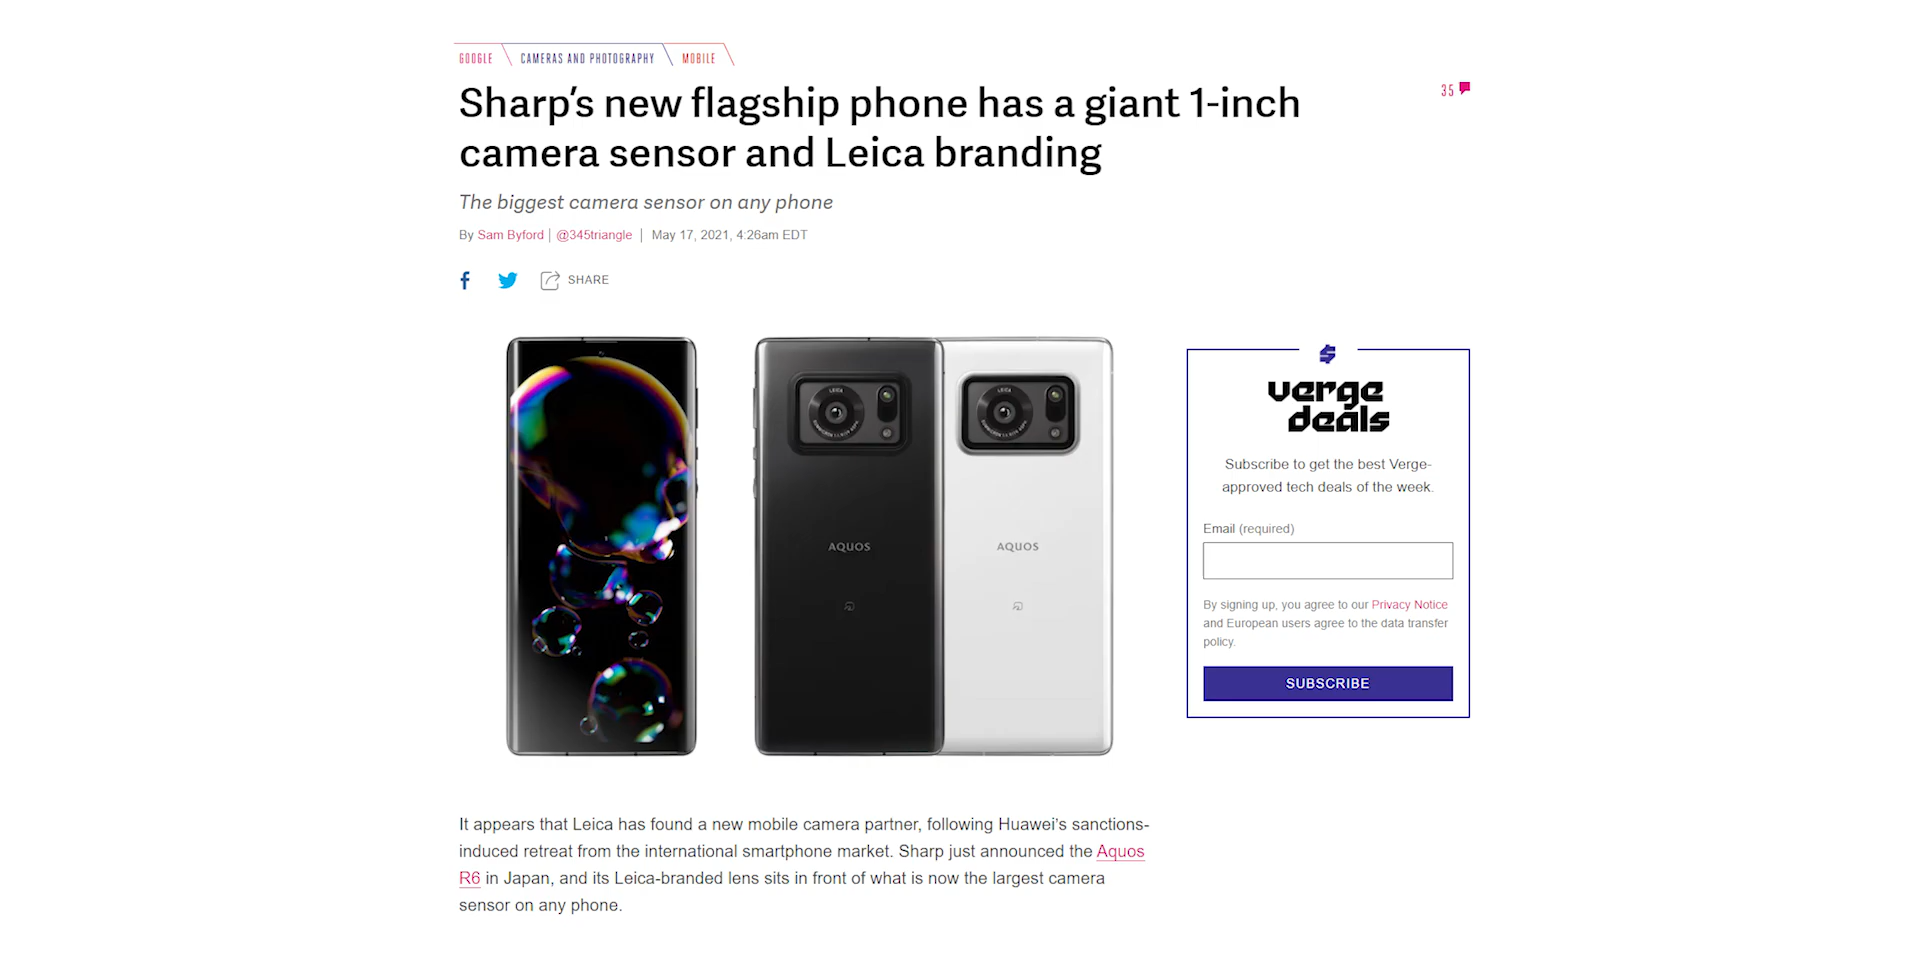 GOOGLE
CAMERAS AND PHOTOGRAPHY
MOBILE
Sharp's new flagship phone has a giant 1-inch
camera sensor and Leica branding
35
The biggest camera sensor on any phone
By Sam Byford | @345triangle | May 17, 2021, 4:26am EDT
SHARE
LEICA
LEICA
AQUOS
AQUOS
verge
deals
Subscribe to get the best Verge-
approved tech deals of the week.
Email (required)
By signing up, you agree to our Privacy Notice
and European users agree to the data transfer
policy.
SUBSCRIBE
It appears that Leica has found a new mobile camera partner, following Huawei's sanctions-
induced retreat from the international smartphone market. Sharp just announced the Aquos
R6 in Japan, and its Leica-branded lens sits in front of what is now the largest camera
sensor on any phone.